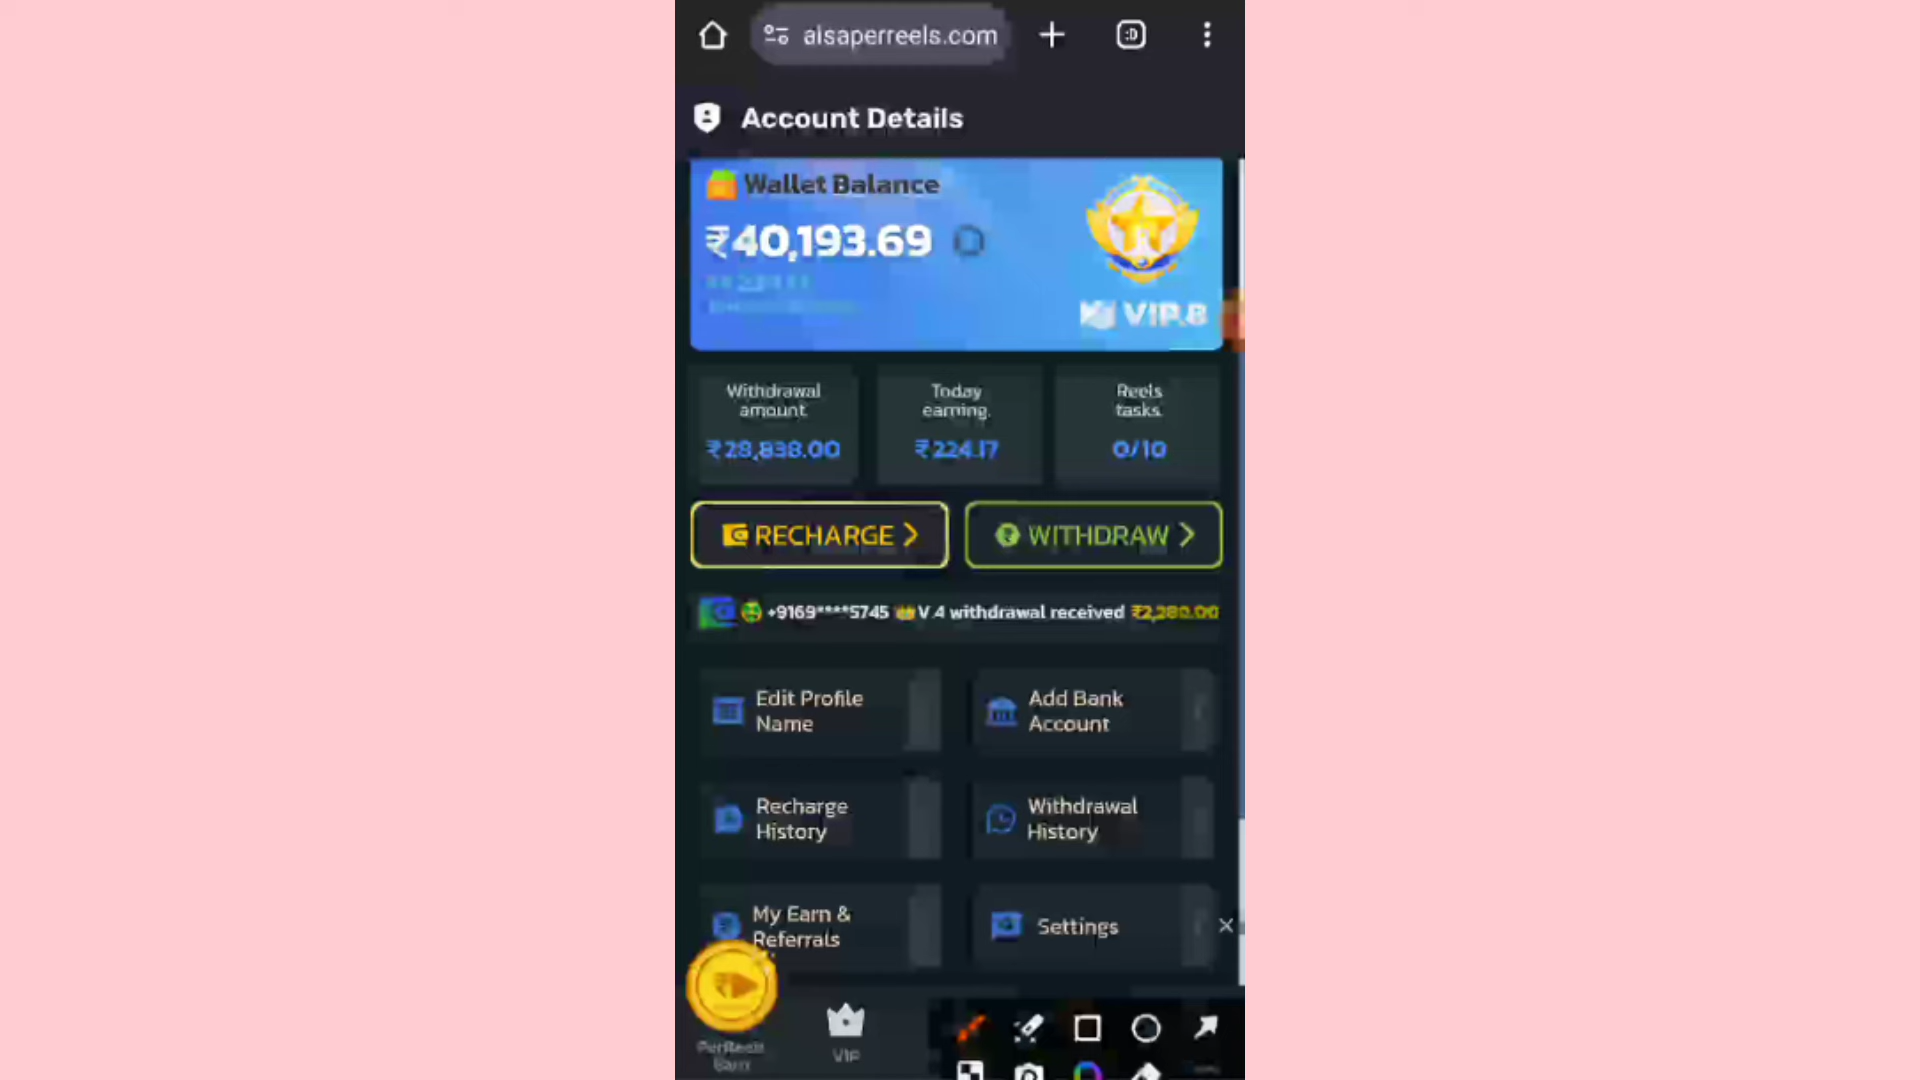 aisaperreels.com
Account Details
Wallet Balance
₹40,193.69
VIP.8
Withdrawal
amount
₹28,838.00
Today
earning.
₹224.17
Reels
tasks.
0/10
RECHARGE
WITHDRAW
+9169****5745 V.4 withdrawal received ₹2,280.00
Edit Profile
Name
Add Bank
Account
Recharge
History
Withdrawal
History
My Earn &
Referrals
Settings
VIP